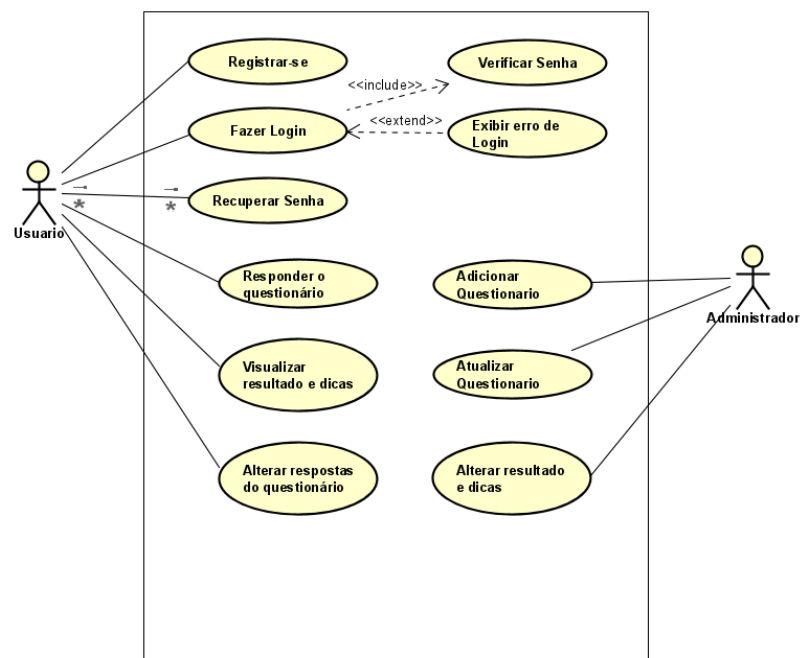 Registrar-se
Verificar Senha
<<include>>
<<extend>>
Fazer Login
Exibir erro de
Login
*
*
Recuperar Senha
Usuario
Responder o
questionário
Adicionar
Questionario
Administrador
Visualizar
resultado e dicas
Atualizar
Questionario
Alterar respostas
do questionário
Alterar resultado
e dicas